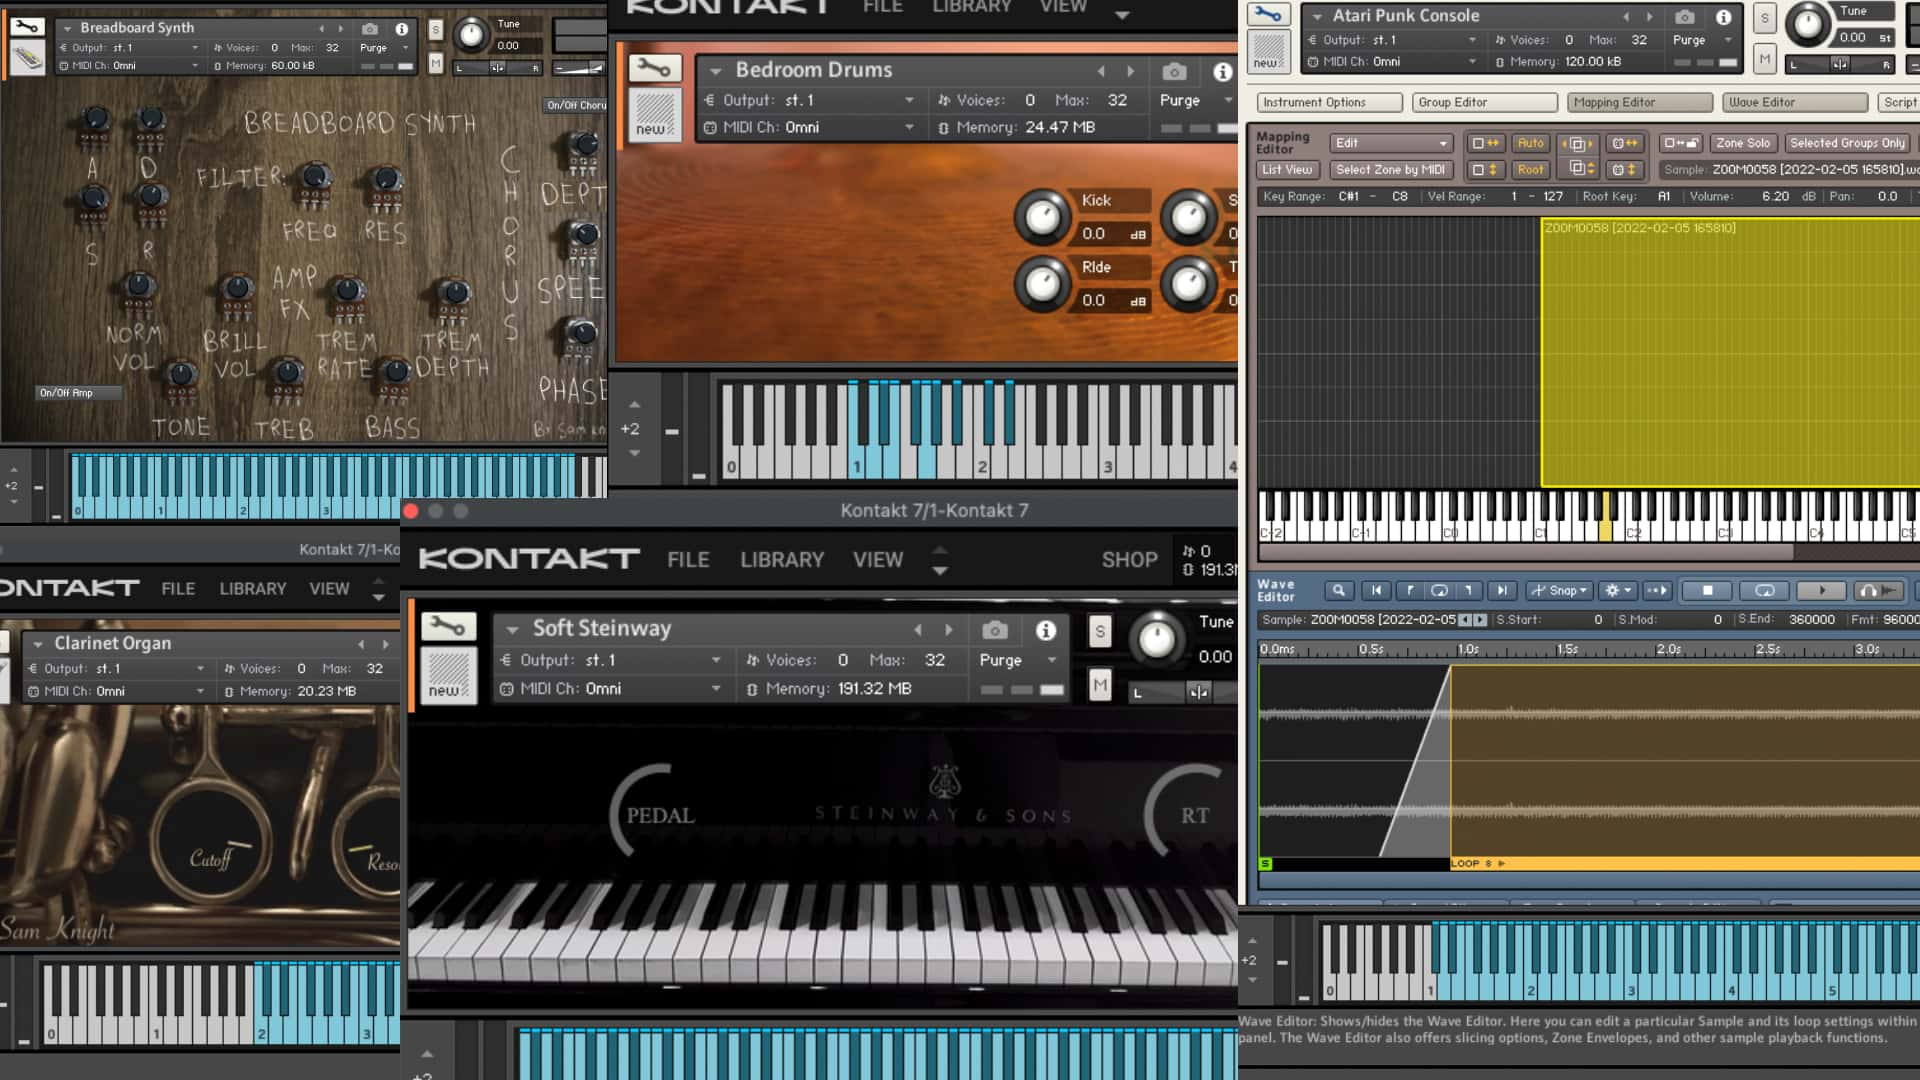 Breadboard Synth
Output: st. 1
Voices: 0 Max: 32
Purge
MIDI Ch: Omni
Memory: 60.00 kB
S
M
Tune
0.00
L
R
BREADBOARD SYNTH
On/Off Choru
A D
S R
FILTER:
FREQ RES
CHORUS
DEPT
SPEE
PHASE
AMP
FX
NORM
VOL
BRILL
VOL
TREM
RATE
TREM
DEPTH
On/Off Amp
TONE TREB BASS
By Sam Kn
+2
0 1 2 3
KONTAKT FILE LIBRARY VIEW
Bedroom Drums
Output: st. 1
Voices: 0 Max: 32
Purge
MIDI Ch: Omni
Memory: 24.47 MB
new
Kick
0.0 dB
S
0
RIde
0.0 dB
T
0
+2
0 1 2 3 4
Atari Punk Console
Output: st. 1
Voices: 0 Max: 32
Purge
MIDI Ch: Omni
Memory: 120.00 kB
new
S
M
Tune
0.00 St
L
R
Instrument Options
Group Editor
Mapping Editor
Wave Editor
Script
Mapping
Editor
Edit
Auto
Zone Solo
Selected Groups Only
List View
Select Zone by MIDI
Root
Sample: Z00M0058 [2022-02-05 165810].wa
Key Range: C#1 - C8
Vel Range: 1 - 127
Root Key: A1
Volume: 6.20 dB
Pan: 0.0
Z00M0058 [2022-02-05 165810]
C-2 C-1 C0 C1 C2 C3 C4 C5
Wave
Editor
Snap
Sample: Z00M0058 [2022-02-05
S.Start: 0
S.Mod: 0
S.End: 360000
Fmt: 96000
0.0ms 0.5s 1.0s 1.5s 2.0s 2.5s 3.0s
S
LOOP 8
+2
0 1 2 3 4 5
Wave Editor: Shows/hides the Wave Editor. Here you can edit a particular Sample and its loop settings within
panel. The Wave Editor also offers slicing options, Zone Envelopes, and other sample playback functions.
Kontakt 7/1-Ko
ONTAKT FILE LIBRARY VIEW
Clarinet Organ
Output: st. 1
Voices: 0 Max: 32
MIDI Ch: Omni
Memory: 20.23 MB
Cutoff
Reso
Sam Knight
0 1 2 3
Kontakt 7/1-Kontakt 7
KONTAKT FILE LIBRARY VIEW
SHOP
0
191.3
Soft Steinway
Output: st. 1
Voices: 0 Max: 32
Purge
MIDI Ch: Omni
Memory: 191.32 MB
new
S
M
Tune
0.00
L
PEDAL
STEINWAY & SONS
RT
+2